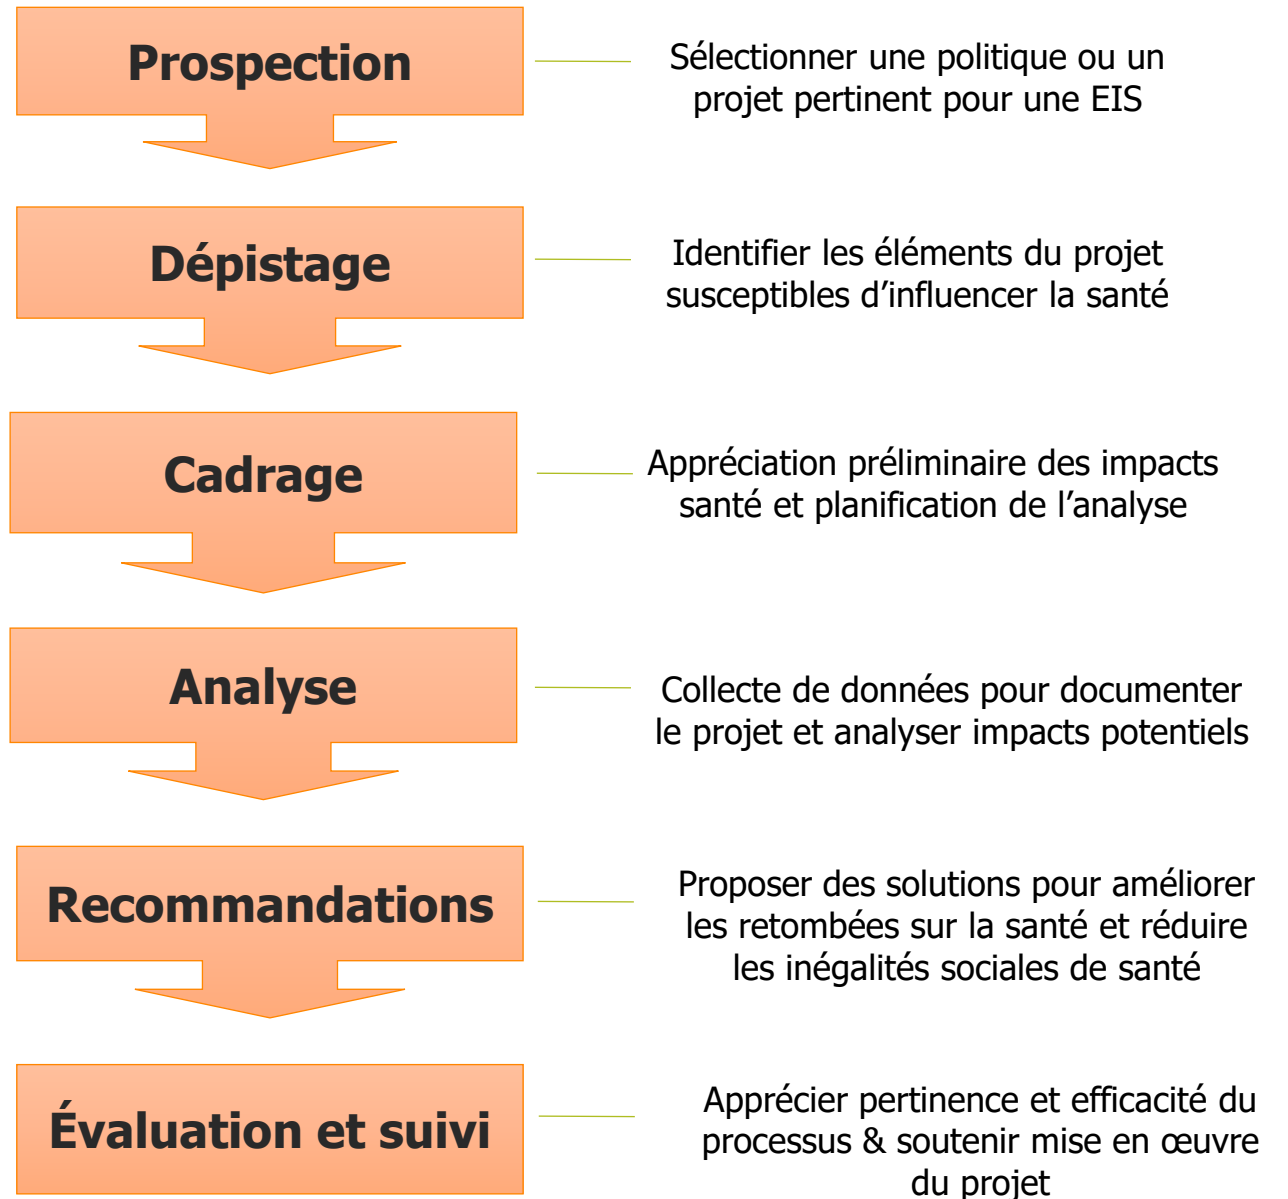 Prospection
Sélectionner une politique ou un
projet pertinent pour une EIS
Dépistage
Identifier les éléments du projet
susceptibles d’influencer la santé
Cadrage
Appréciation préliminaire des impacts
santé et planification de l’analyse
Analyse
Collecte de données pour documenter
le projet et analyser impacts potentiels
Recommandations
Proposer des solutions pour améliorer
les retombées sur la santé et réduire
les inégalités sociales de santé
Évaluation et suivi
Apprécier pertinence et efficacité du
processus & soutenir mise en œuvre
du projet